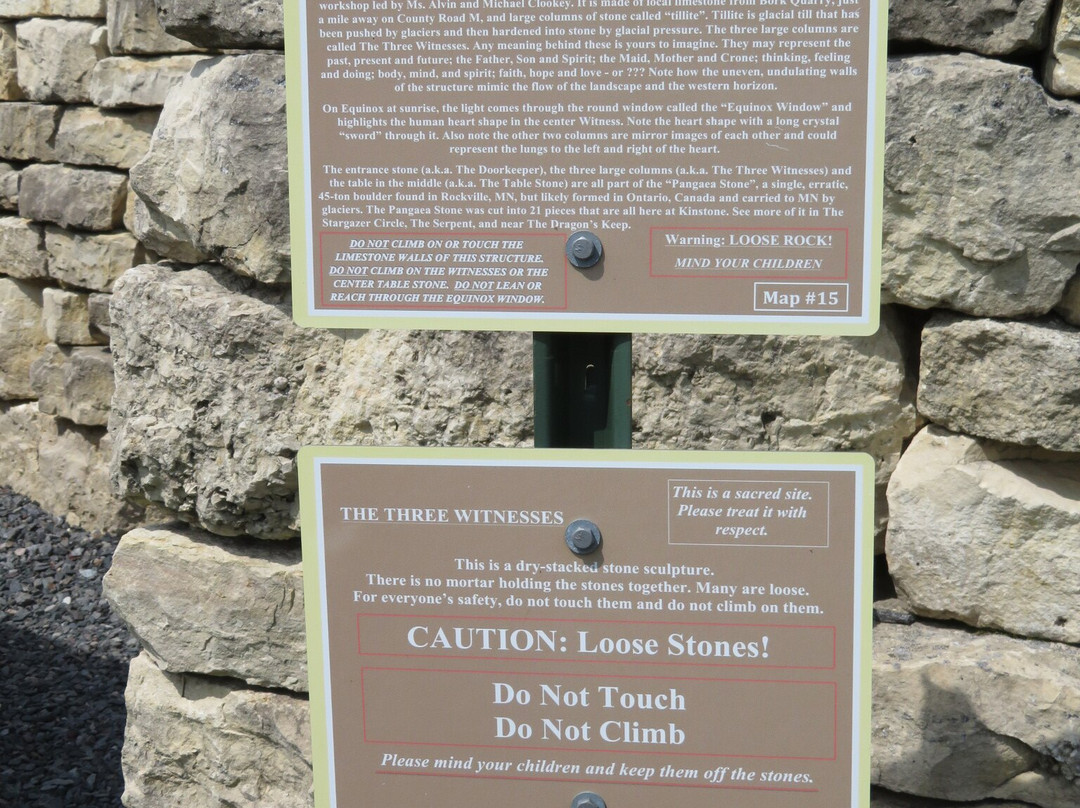 workshop led by Ms. Alvin and Michael Clookey. It is made of local limestone from Bork Quarry, just
a mile away on County Road M, and large columns of stone called “tillite”. Tillite is glacial till that has
been pushed by glaciers and then hardened into stone by glacial pressure. The three large columns are
called The Three Witnesses. Any meaning behind these is yours to imagine. They may represent the
past, present and future; the Father, Son and Spirit; the Maid, Mother and Crone; thinking, feeling
and doing; body, mind, and spirit; faith, hope and love - or ??? Note how the uneven, undulating walls
of the structure mimic the flow of the landscape and the western horizon.
On Equinox at sunrise, the light comes through the round window called the “Equinox Window” and
highlights the human heart shape in the center Witness. Note the heart shape with a long crystal
“sword” through it. Also note the other two columns are mirror images of each other and could
represent the lungs to the left and right of the heart.
The entrance stone (a.k.a. The Doorkeeper), the three large columns (a.k.a. The Three Witnesses) and
the table in the middle (a.k.a. The Table Stone) are all part of the “Pangaea Stone”, a single, erratic,
45-ton boulder found in Rockville, MN, but likely formed in Ontario, Canada and carried to MN by
glaciers. The Pangaea Stone was cut into 21 pieces that are all here at Kinstone. See more of it in The
Stargazer Circle, The Serpent, and near The Dragon’s Keep.
DO NOT CLIMB ON OR TOUCH THE
LIMESTONE WALLS OF THIS STRUCTURE.
DO NOT CLIMB ON THE WITNESSES OR THE
CENTER TABLE STONE. DO NOT LEAN OR
REACH THROUGH THE EQUINOX WINDOW.
Warning: LOOSE ROCK!
MIND YOUR CHILDREN
Map #15
THE THREE WITNESSES
This is a sacred site.
Please treat it with
respect.
This is a dry-stacked stone sculpture.
There is no mortar holding the stones together. Many are loose.
For everyone’s safety, do not touch them and do not climb on them.
CAUTION: Loose Stones!
Do Not Touch
Do Not Climb
Please mind your children and keep them off the stones.